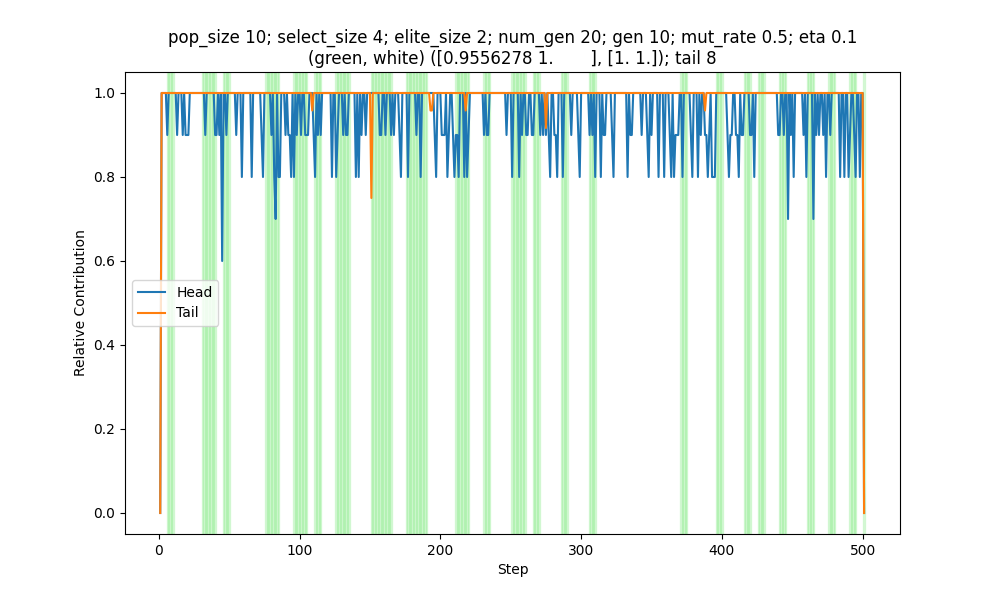 pop_size 10; select_size 4; elite_size 2; num_gen 20; gen 10; mut_rate 0.5; eta 0.1
(green, white) ([0.9556278 1.        ], [1. 1.]); tail 8
1.0
0.8
0.6
0.4
0.2
0.0
Relative Contribution
Head
Tail
0
100
200
300
400
500
Step